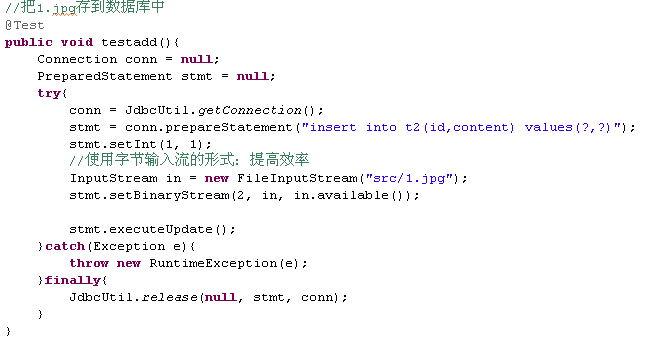 //把1.jpg存到数据库中
@Test
public void testadd(){
    Connection conn = null;
    PreparedStatement stmt = null;
    try{
        conn = JdbcUtil.getConnection();
        stmt = conn.prepareStatement("insert into t2(id,content) values(?,?)");
        stmt.setInt(1, 1);
        //使用字节输入流的形式：提高效率
        InputStream in = new FileInputStream("src/1.jpg");
        stmt.setBinaryStream(2, in, in.available());
        stmt.executeUpdate();
    }catch(Exception e){
        throw new RuntimeException(e);
    }finally{
        JdbcUtil.release(null, stmt, conn);
    }
}